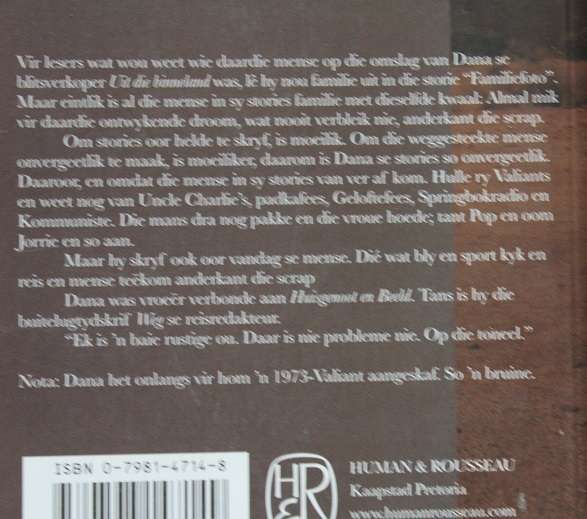 Vir lesers wat wou weet wie daardie mense op die omslag van Dana se
blitsverkoper Uit die binneland was, lê hy nou familie uit in die storie “Familiefoto”.
Maar eintlik is al die mense in sy stories familie met dieselfde kwaal: Almal mik
vir daardie ontwykende droom, wat nooit verbleik nie, anderkant die scrap.
Om stories oor helde te skryf, is moeilik. Om die weggesteekte mense
onvergeetlik te maak, is moeiliker, daarom is Dana se stories so onvergeetlik.
Daaroor, en omdat die mense in sy stories van ver af kom. Hulle ry Valiants
en weet nog van Uncle Charlie’s, padkafees, Geloftefees, Springbokradio en
Kommuniste. Die mans dra nog pakke en die vroue hoede; tant Pop en oom
Jorrie en so aan.
Maar hy skryf ook oor vandag se mense. Dié wat bly en sport kyk en
reis en mense teëkom anderkant die scrap
Dana was vroeër verbonde aan Huisgenoot en Beeld. Tans is hy die
buitelugtydskrif Weg se reisredakteur.
“Ek is ’n baie rustige ou. Daar is nie probleme nie. Op die toneel.”
Nota: Dana het onlangs vir hom ’n 1973-Valiant aangeskaf. So ’n bruine.
ISBN 0-7981-4714-8
H&R
HUMAN & ROUSSEAU
Kaapstad Pretoria
www.humanrousseau.com